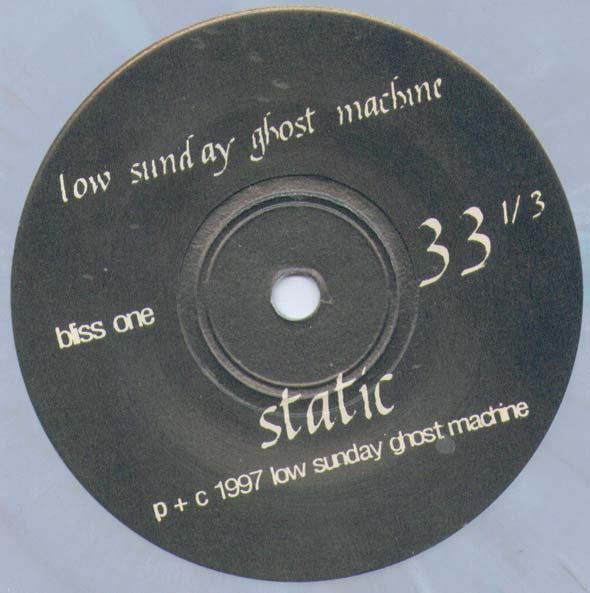 low sunday ghost machine
33 1/3
bliss one
static
p + c 1997 low sunday ghost machine